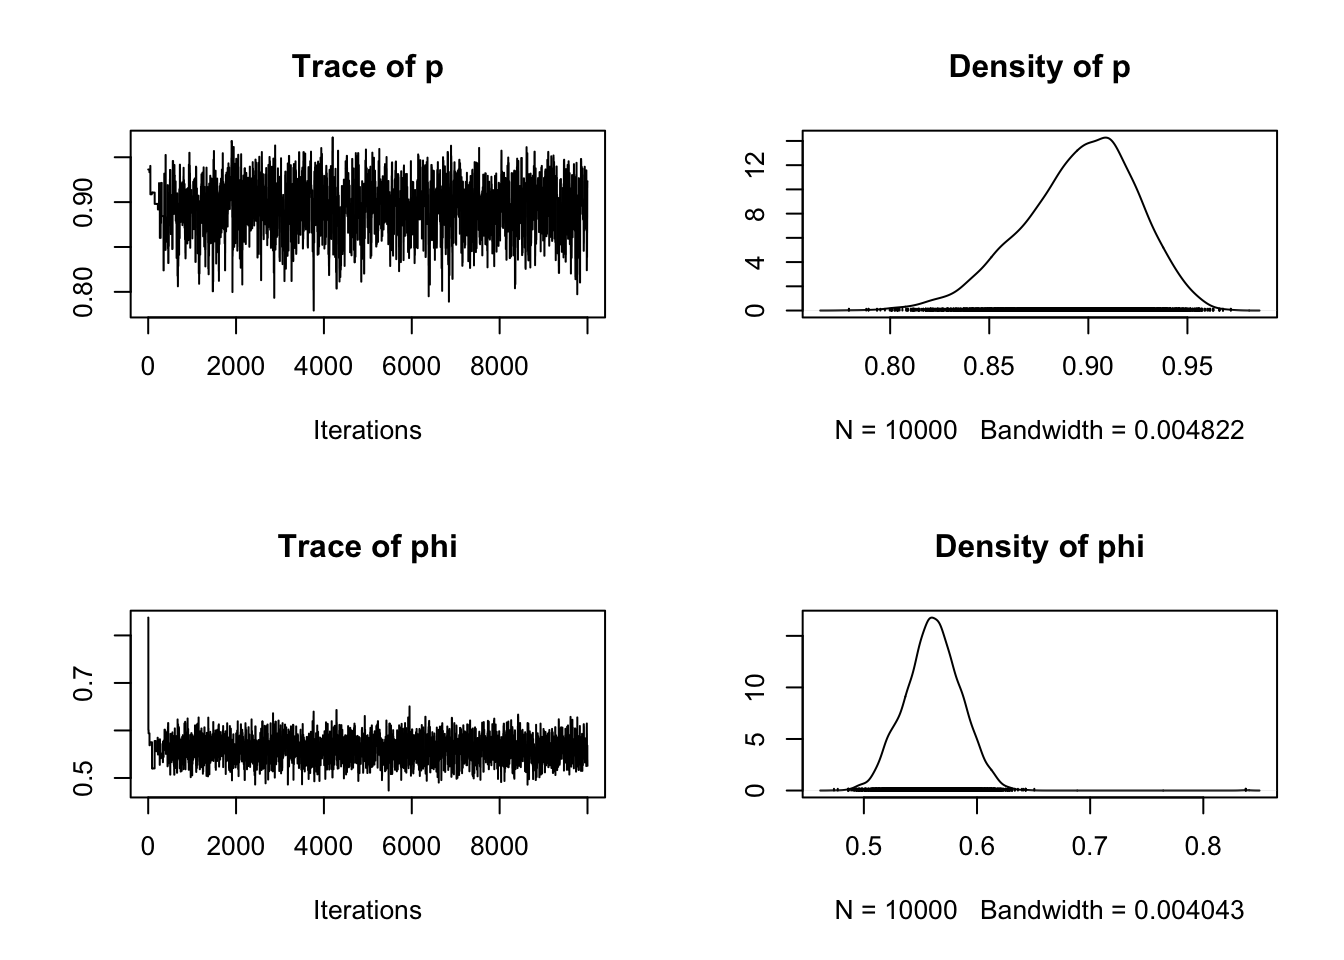 Trace of p
0.90
0.80
0 2000 4000 6000 8000
Iterations
Density of p
12
8
4
0
0.80 0.85 0.90 0.95
N = 10000 Bandwidth = 0.004822
Trace of phi
0.7
0.5
0 2000 4000 6000 8000
Iterations
Density of phi
10
5
0
0.5 0.6 0.7 0.8
N = 10000 Bandwidth = 0.004043